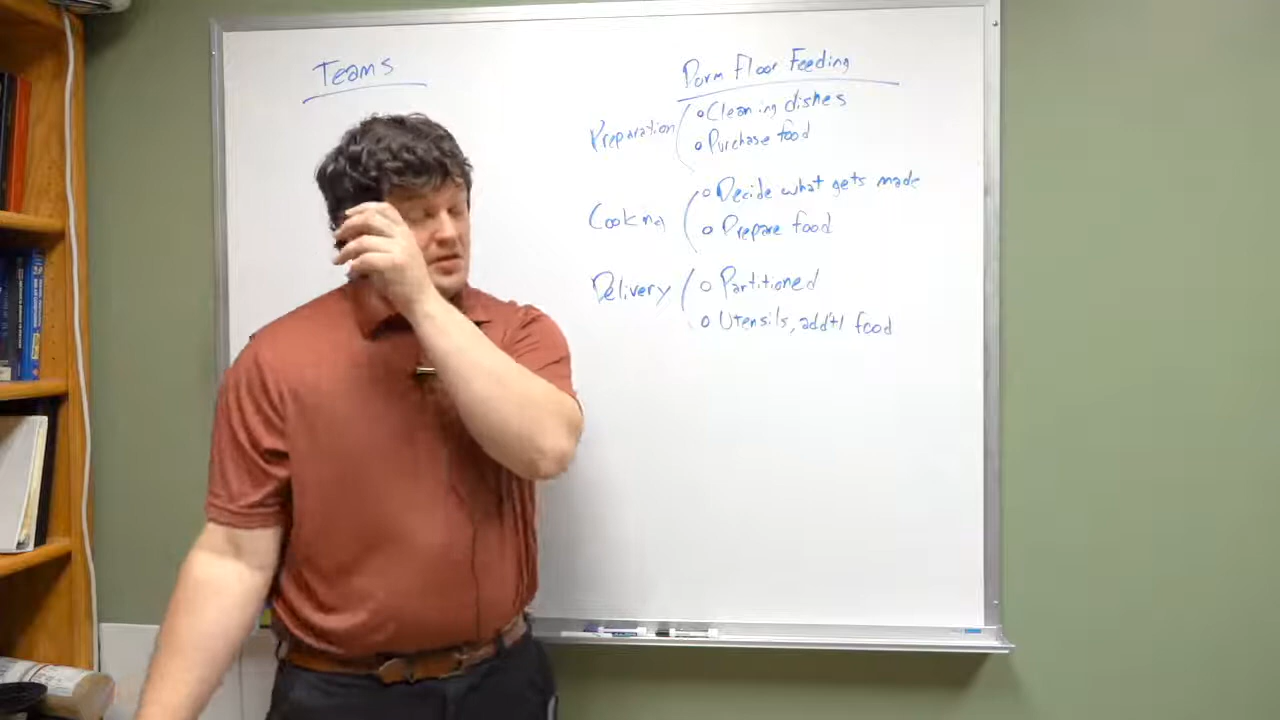 Teams
Dorm Floor Feeding
Preparation
Cleaning dishes
Purchase food
Cooking
Decide what gets made
Prepare food
Delivery
Partitioned
Utensils, add'tl food